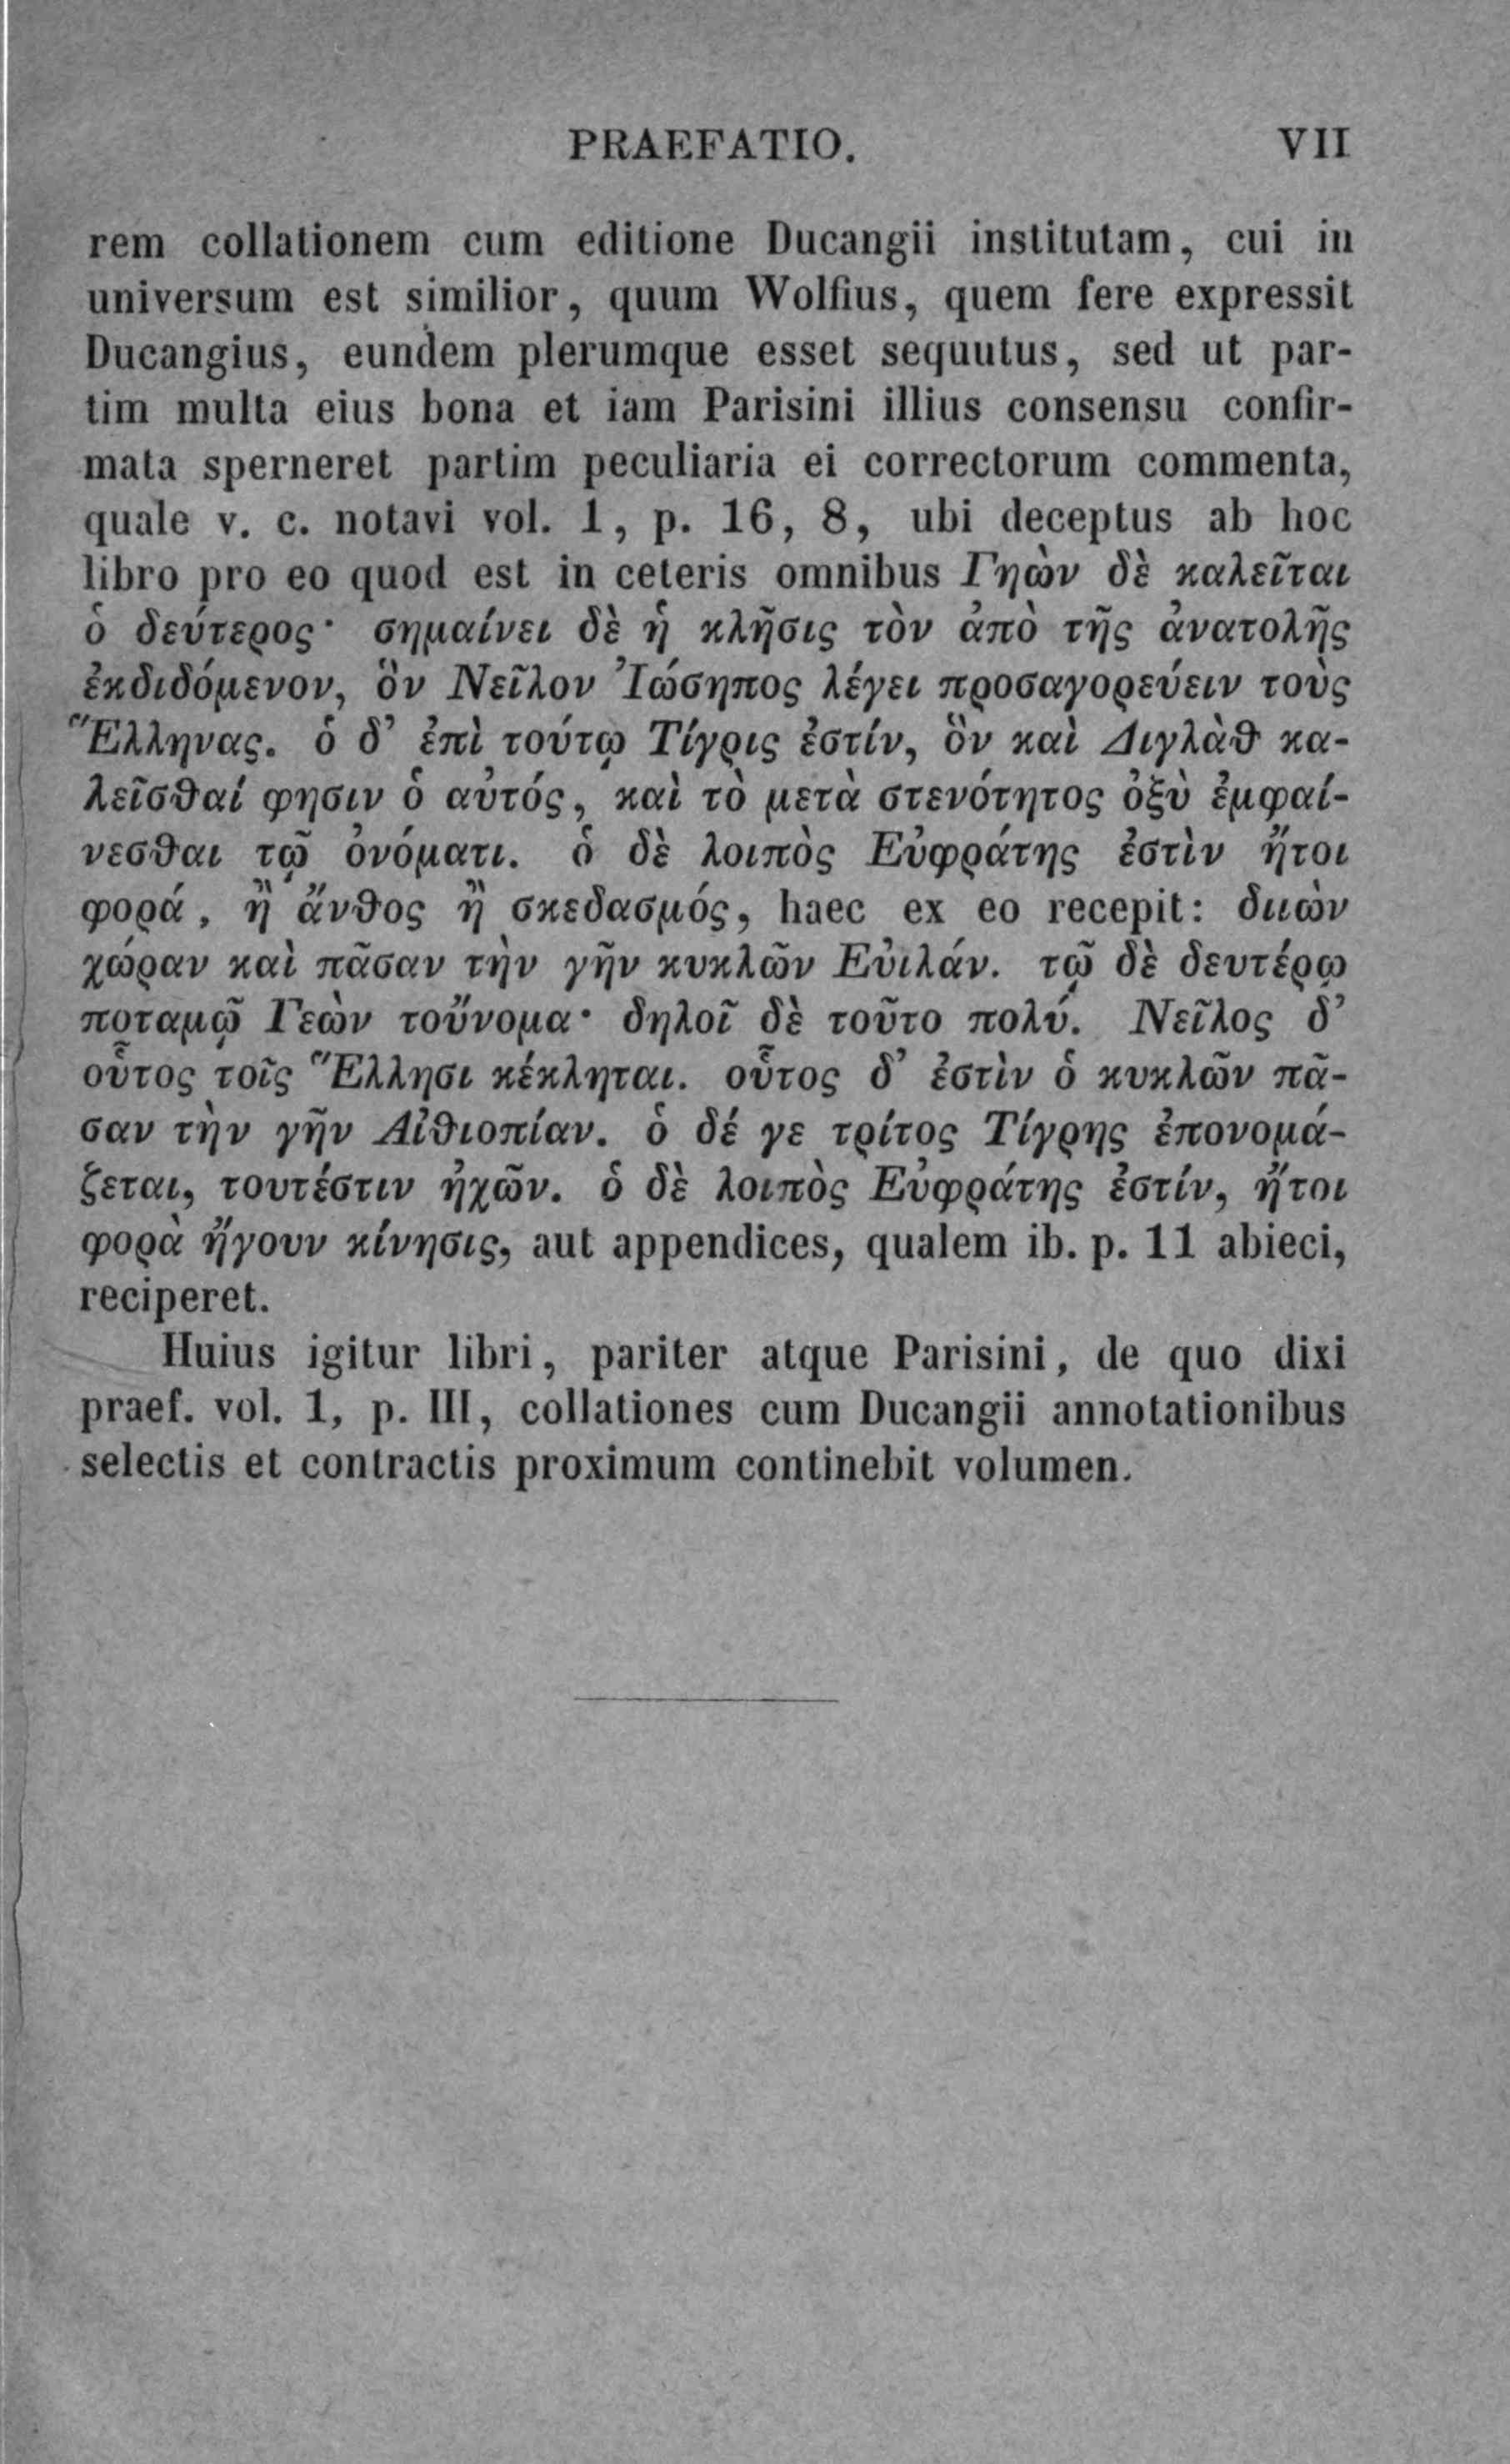 PRAEFATIO. VII
rem collationem cum editione Ducangii institutam, cui in
universum est similior, quum Wolfius, quem fere expressit
Ducangius, eundem plerumque esset sequutus, sed ut par-
tim multa eius bona et iam Parisini illius consensu confir-
mata sperneret partim peculiaria ei correctorum commenta,
quale v. c. notavi vol. 1, p. 16, 8, ubi deceptus ab hoc
libro pro eo quod est in ceteris omnibus Γηὼν δὲ καλεῖται
ὁ δεύτερος· σημαίνει δὲ ἡ κλῆσις τὸν ἀπὸ τῆς ἀνατολῆς
ἐκδιδόμενον, ὃν Νεῖλον Ἰώσηπος λέγει προσαγορεύειν τοὺς
Ἕλληνας. ὁ δ’ ἐπὶ τούτῳ Τίγρις ἐστίν, ὃν καὶ Διγλὰθ κα-
λεῖσθαί φησιν ὁ αὐτός, καὶ τὸ μετὰ στενότητος ὀξὺ ἐμφαί-
νεσθαι τῷ ὀνόματι. ὁ δὲ λοιπὸς Εὐφράτης ἐστὶν ἤτοι
φορά, ἢ ἄνθος ἢ σκεδασμός, haec ex eo recepit: διιὼν
χώραν καὶ πᾶσαν τὴν γῆν κυκλῶν Εὐιλάν. τῷ δὲ δευτέρῳ
ποταμῷ Γεὼν τοὔνομα· δηλοῖ δὲ τοῦτο πολύ. Νεῖλος δ’
οὗτος τοῖς Ἕλλησι κέκληται. οὗτος δ’ ἐστὶν ὁ κυκλῶν πᾶ-
σαν τὴν γῆν Αἰθιοπίαν. ὁ δέ γε τρίτος Τίγρης ἐπονομά-
ζεται, τουτέστιν ἠχῶν. ὁ δὲ λοιπὸς Εὐφράτης ἐστίν, ἤτοι
φορὰ ἤγουν κίνησις, aut appendices, qualem ib. p. 11 abieci,
reciperet.
Huius igitur libri, pariter atque Parisini, de quo dixi
praef. vol. 1, p. III, collationes cum Ducangii annotationibus
selectis et contractis proximum continebit volumen.